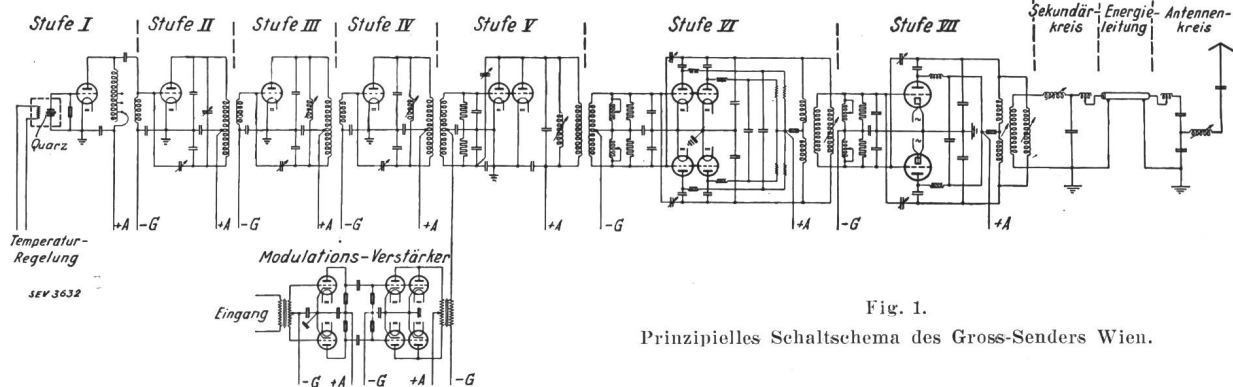 Stufe I Stufe II Stufe III Stufe IV Stufe V Stufe VI Stufe VII Sekundär-kreis Energie-leitung Antennen-kreis
Quarz
+A -G +A -G +A -G +A -G +A -G +A -G +A
Temperatur-
Regelung
SEV 3632
Modulations-Verstärker
Eingang
-G +A -G +A -G
Fig. 1.
Prinzipielles Schaltschema des Gross-Senders Wien.